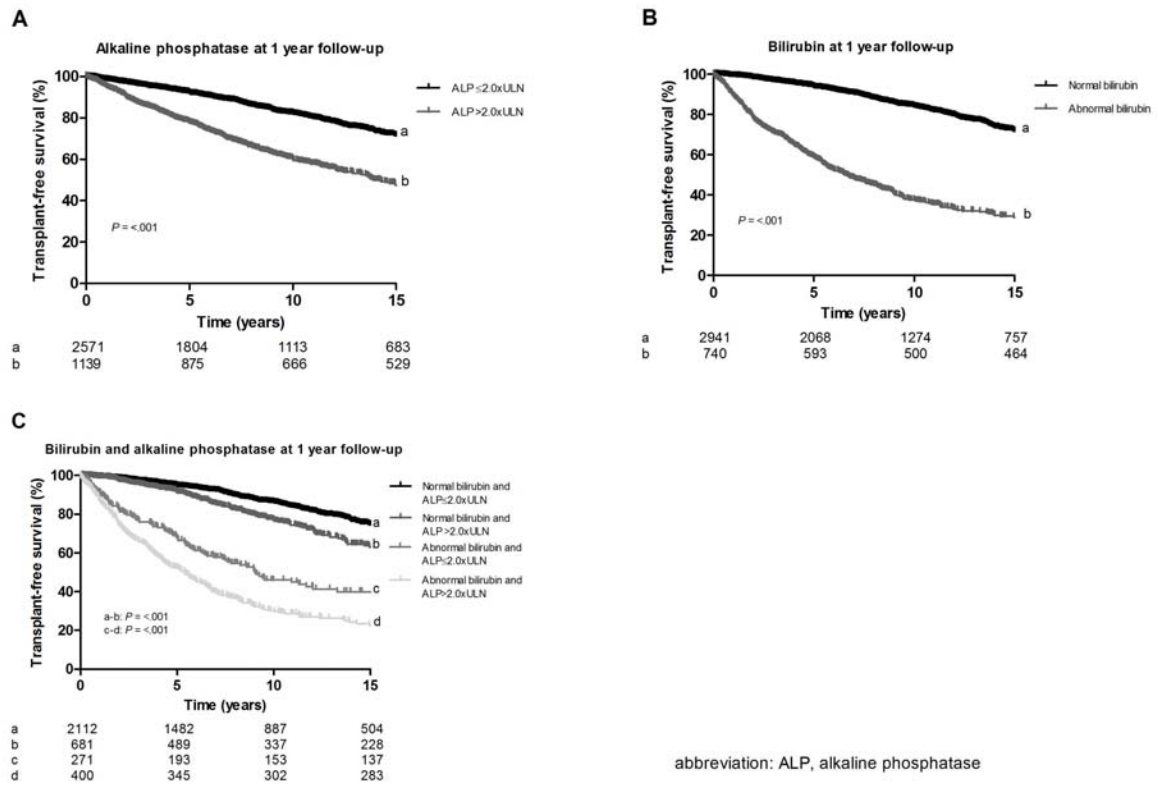 A
Alkaline phosphatase at 1 year follow-up
Transplant-free survival (%)
100
80
60
40
20
0
ALP≤2.0xULN
ALP>2.0xULN
a
b
P = <.001
0 5 10 15
Time (years)
a 2571 1804 1113 683
b 1139 875 666 529
B
Bilirubin at 1 year follow-up
Transplant-free survival (%)
100
80
60
40
20
0
Normal bilirubin
Abnormal bilirubin
a
b
P = <.001
0 5 10 15
Time (years)
a 2941 2068 1274 757
b 740 593 500 464
C
Bilirubin and alkaline phosphatase at 1 year follow-up
Transplant-free survival (%)
100
80
60
40
20
0
Normal bilirubin and
ALP≤2.0xULN
Normal bilirubin and
ALP >2.0xULN
Abnormal bilirubin and
ALP≤2.0xULN
Abnormal bilirubin and
ALP>2.0xULN
a
b
c
d
a-b: P = <.001
c-d: P = <.001
0 5 10 15
Time (years)
a 2112 1482 887 504
b 681 489 337 228
c 271 193 153 137
d 400 345 302 283
abbreviation: ALP, alkaline phosphatase